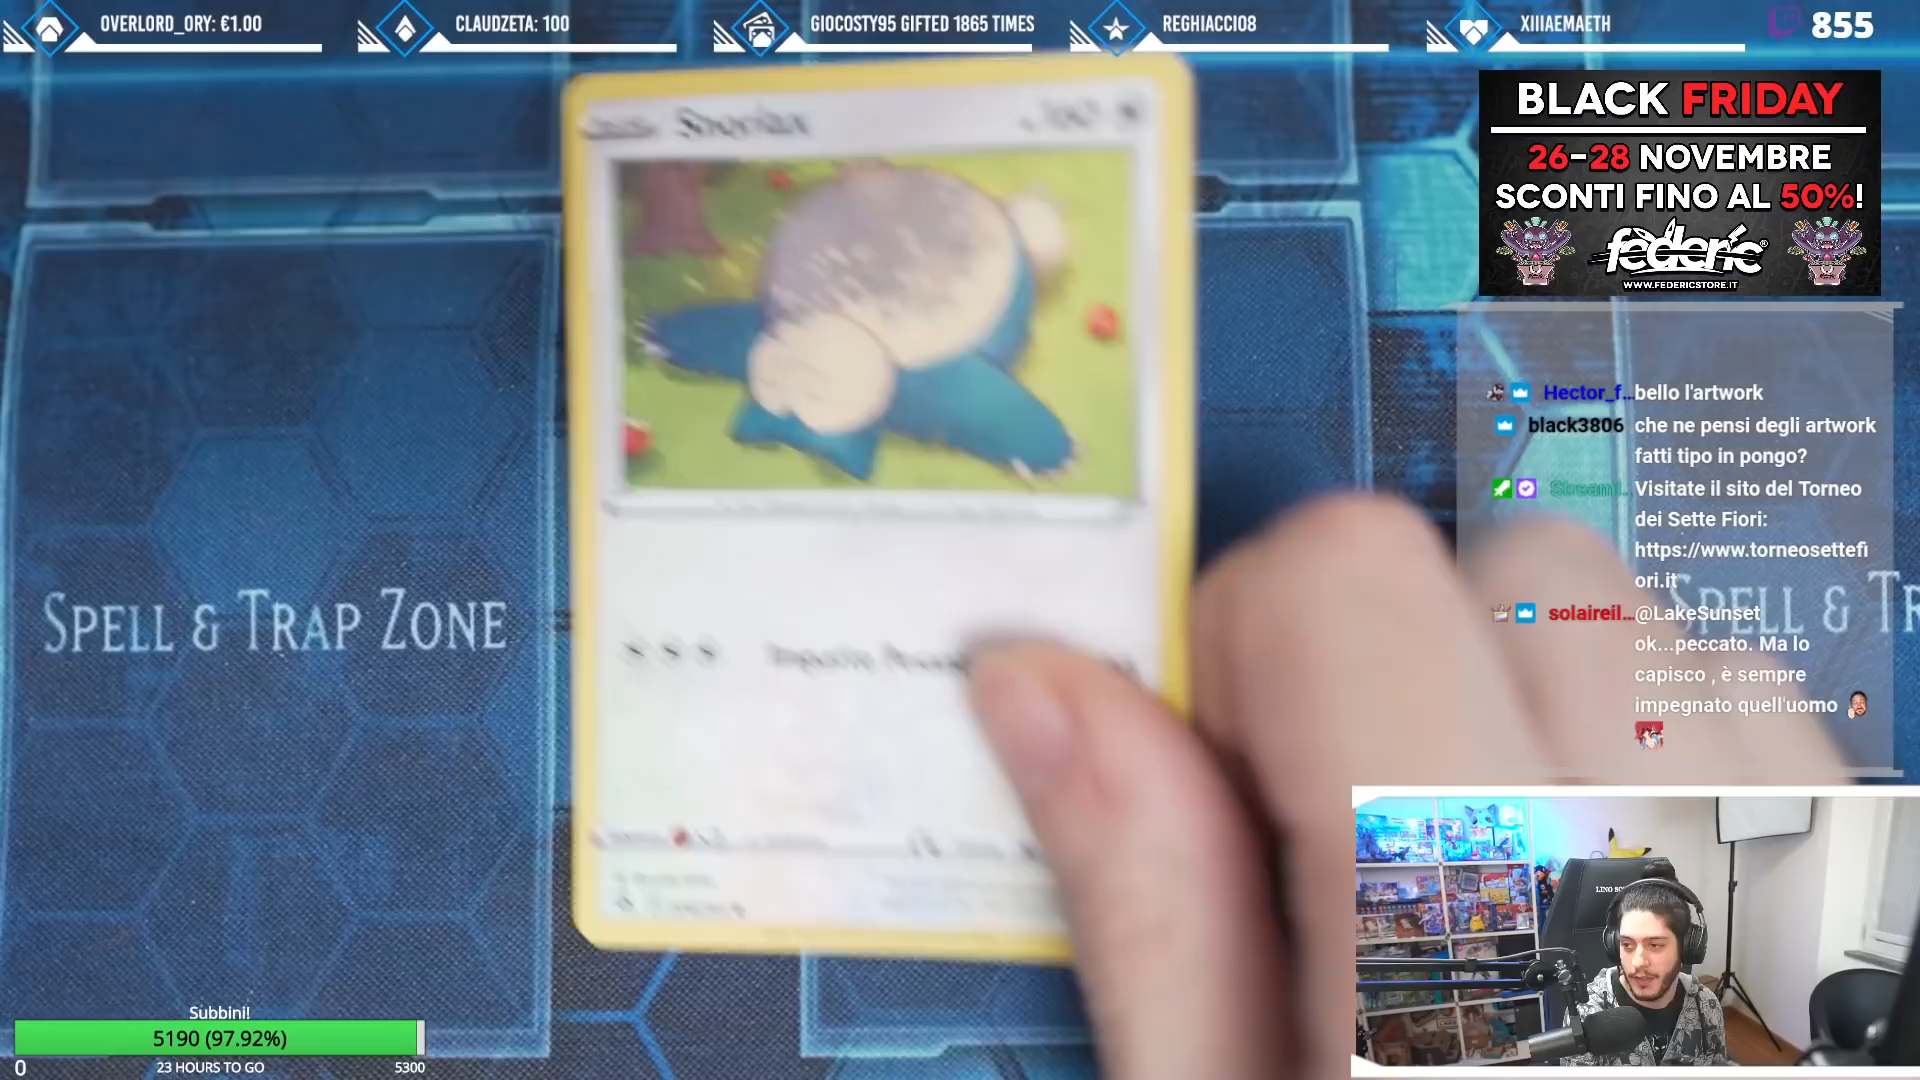 OVERLORD_ORY: €1.00
CLAUDZETA: 100
GIOCOSTY95 GIFTED 1865 TIMES
REGHIACCIO8
XIIIAEMAETH
855
BLACK FRIDAY
26-28 NOVEMBRE
SCONTI FINO AL 50%!
federic®
WWW.FEDERICSTORE.IT
Snorlax
Hector_f... bello l'artwork
black3806 che ne pensi degli artwork
fatti tipo in pongo?
Streaml... Visitate il sito del Torneo
dei Sette Fiori:
https://www.torneosettefi
ori.it
solaireil... @LakeSunset
ok...peccato. Ma lo
capisco , è sempre
impegnato quell'uomo
SPELL & TRAP ZONE
SPELL & TR
Subbini!
5190 (97.92%)
0 23 HOURS TO GO 5300